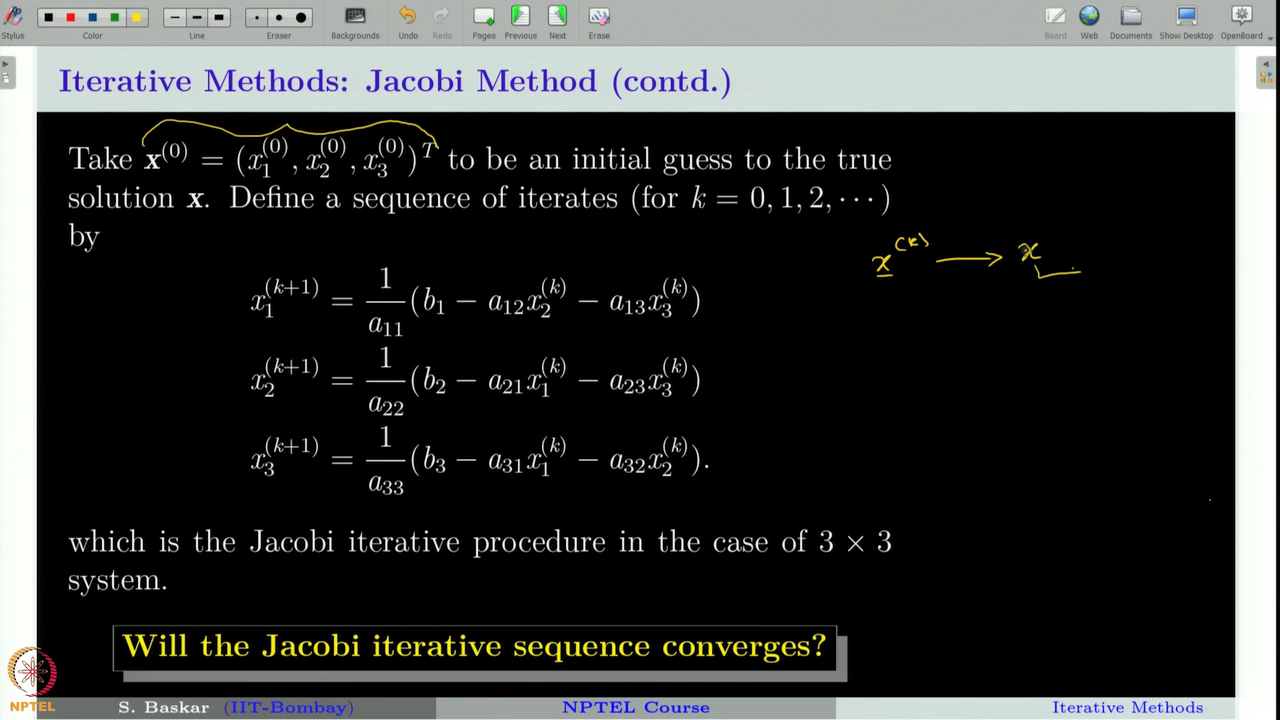 Stylus Color Line Eraser Backgrounds Undo Redo Pages Previous Next Erase Board Web Documents Show Desktop OpenBoard
Iterative Methods: Jacobi Method (contd.)
Take x^(0) = (x_1^(0), x_2^(0), x_3^(0))^T to be an initial guess to the true
solution x. Define a sequence of iterates (for k = 0, 1, 2, ⋯)
by
x^(k) ⟶ x
x_1^(k+1) = 1/a_11 (b_1 − a_12 x_2^(k) − a_13 x_3^(k))
x_2^(k+1) = 1/a_22 (b_2 − a_21 x_1^(k) − a_23 x_3^(k))
x_3^(k+1) = 1/a_33 (b_3 − a_31 x_1^(k) − a_32 x_2^(k)).
which is the Jacobi iterative procedure in the case of 3 × 3
system.
Will the Jacobi iterative sequence converges?
NPTEL
S. Baskar (IIT-Bombay) NPTEL Course Iterative Methods